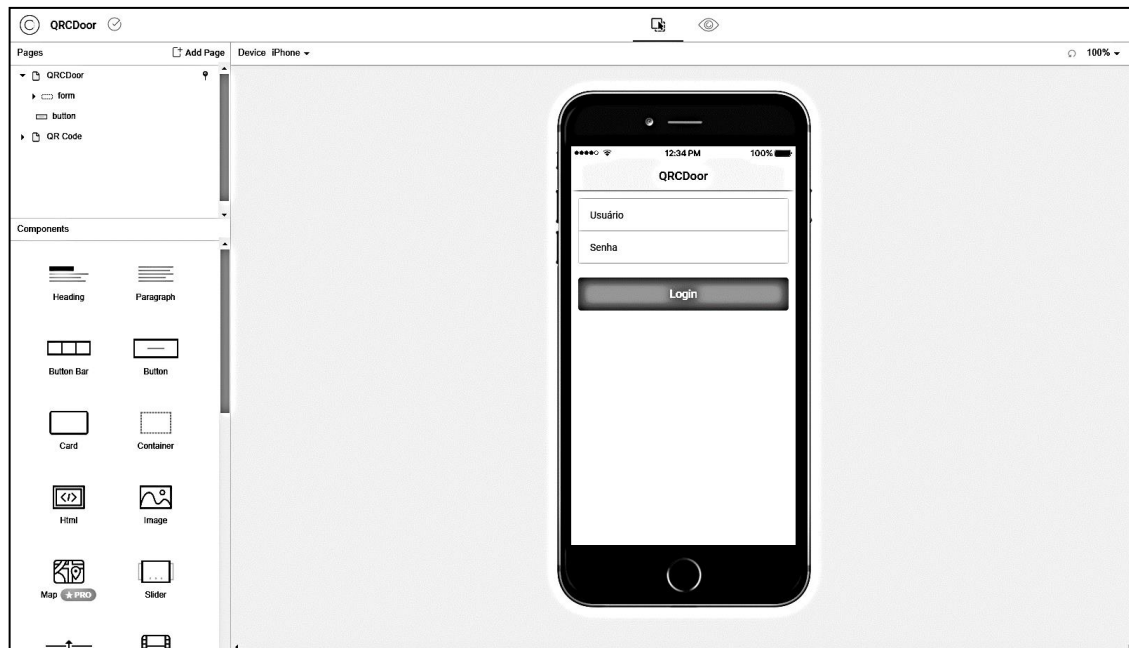 QRCDoor
Pages
Add Page
Device iPhone
100%
QRCDoor
form
button
QR Code
Components
Heading
Paragraph
Button Bar
Button
Card
Container
Html
Image
Map ★ PRO
Slider
12:34 PM
100%
QRCDoor
Usuário
Senha
Login